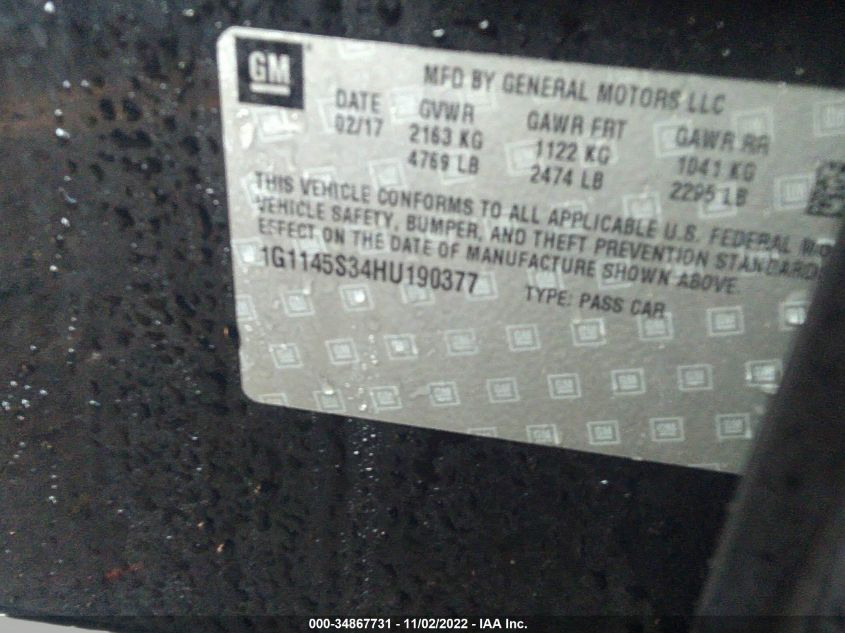 GM
MFD BY GENERAL MOTORS LLC
DATE GVWR GAWR FRT GAWR RR
02/17 2163 KG 1122 KG 1041 KG
4769 LB 2474 LB 2295 LB
THIS VEHICLE CONFORMS TO ALL APPLICABLE U.S. FEDERAL
VEHICLE SAFETY, BUMPER, AND THEFT PREVENTION STANDARD
EFFECT ON THE DATE OF MANUFACTURE SHOWN ABOVE.
1G1145S34HU190377 TYPE: PASS CAR
000-34867731 - 11/02/2022 - IAA Inc.